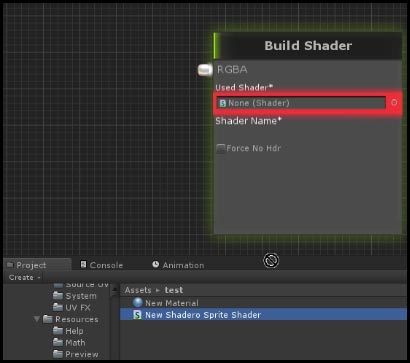 Build Shader
RGBA
Used Shader*
None (Shader)
Shader Name*
Force No Hdr
Project
Console
Animation
Create
Source UV
System
UV FX
Resources
Help
Math
Preview
Assets ▸ test
New Material
New Shadero Sprite Shader